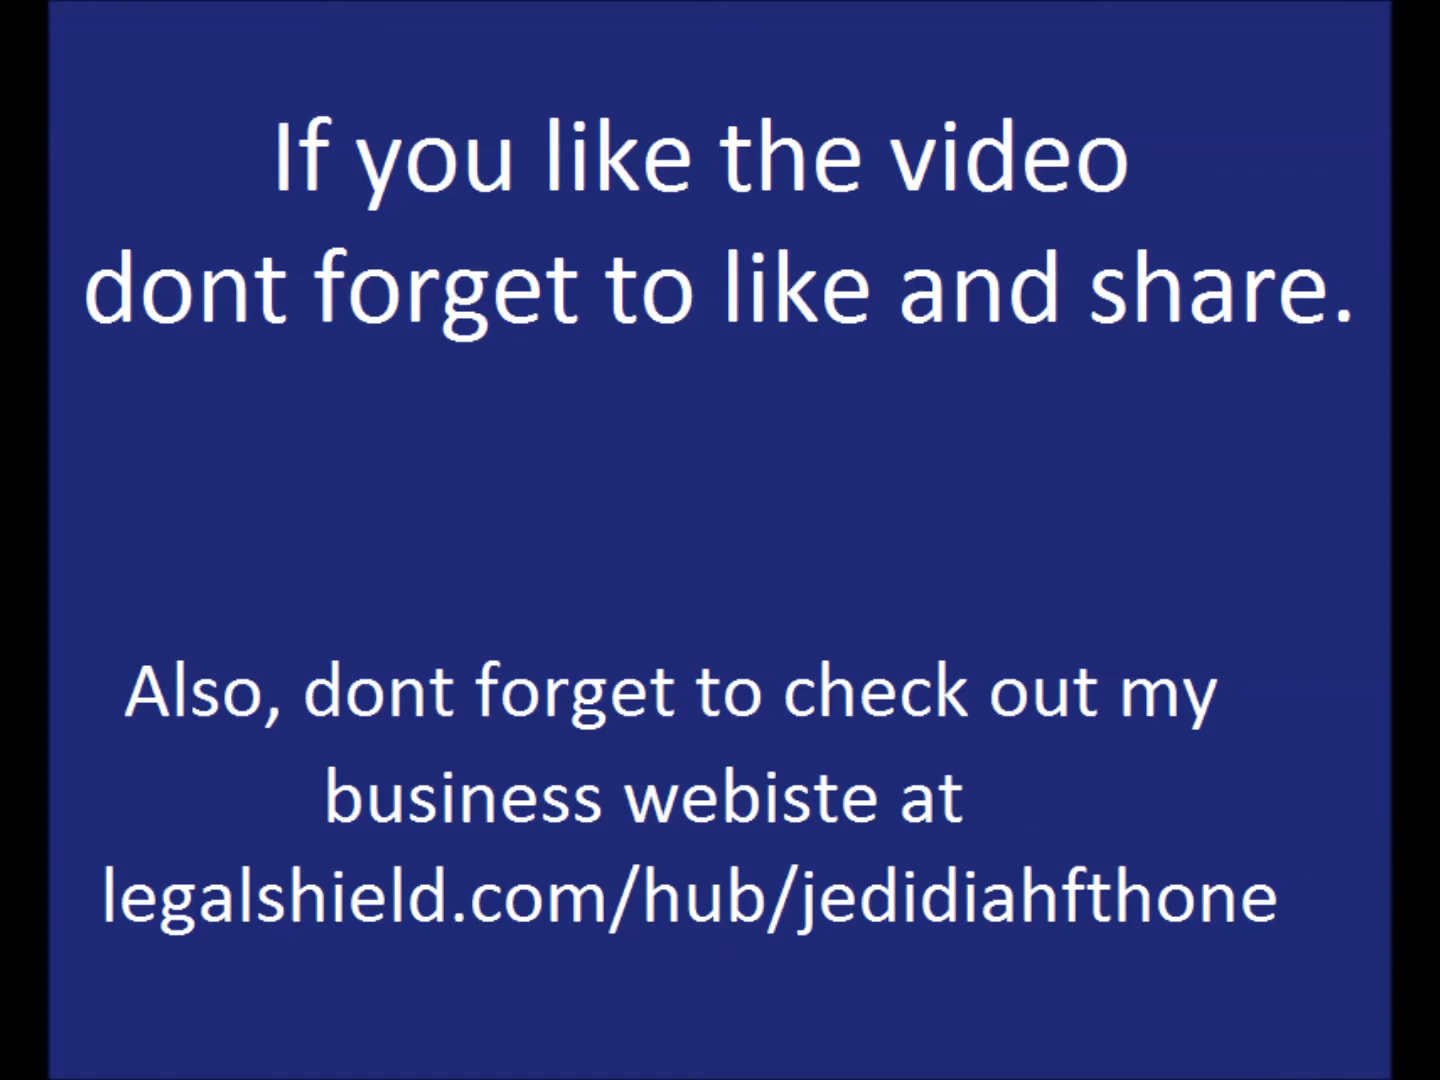 If you like the video
dont forget to like and share.
Also, dont forget to check out my
business webiste at
legalshield.com/hub/jedidiahfthone